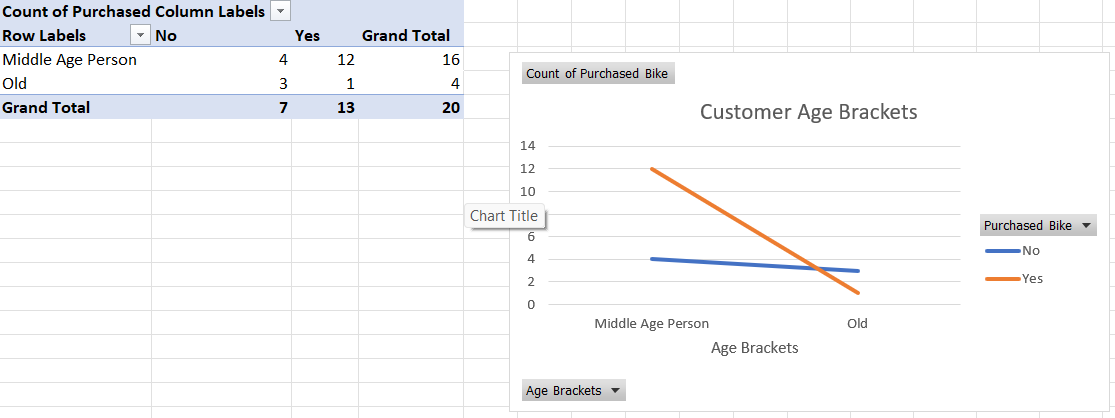 Count of Purchased Column Labels
Row Labels No Yes Grand Total
Middle Age Person 4 12 16
Old 3 1 4
Grand Total 7 13 20
Count of Purchased Bike
Customer Age Brackets
14
12
10
Chart Title
6
4
2
0
Middle Age Person Old
Age Brackets
Purchased Bike
No
Yes
Age Brackets